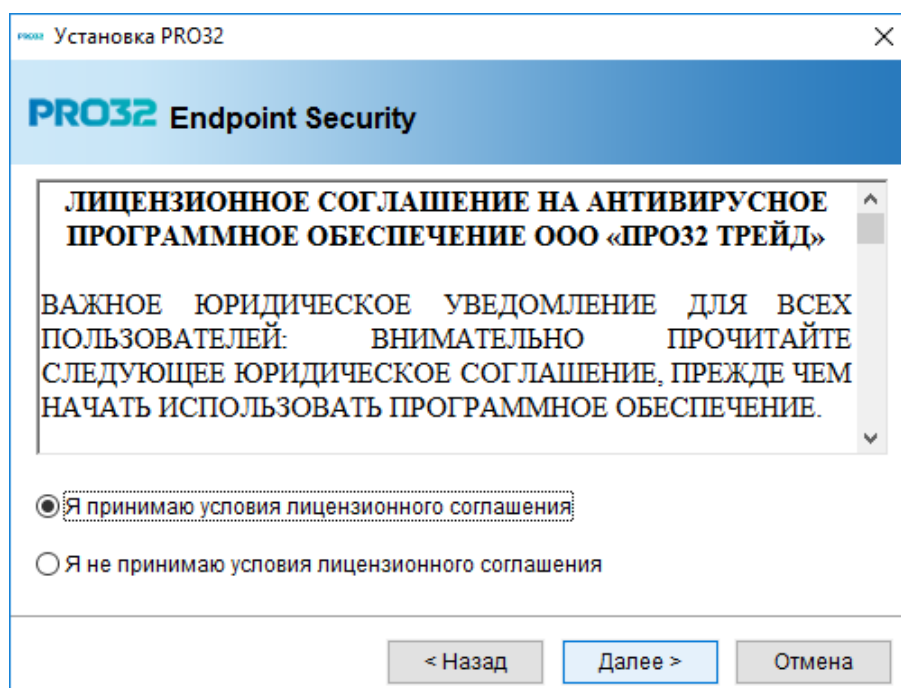 PRO32 Установка PRO32
PRO32 Endpoint Security
ЛИЦЕНЗИОННОЕ СОГЛАШЕНИЕ НА АНТИВИРУСНОЕ
ПРОГРАММНОЕ ОБЕСПЕЧЕНИЕ ООО «ПРО32 ТРЕЙД»
ВАЖНОЕ ЮРИДИЧЕСКОЕ УВЕДОМЛЕНИЕ ДЛЯ ВСЕХ
ПОЛЬЗОВАТЕЛЕЙ: ВНИМАТЕЛЬНО ПРОЧИТАЙТЕ
СЛЕДУЮЩЕЕ ЮРИДИЧЕСКОЕ СОГЛАШЕНИЕ, ПРЕЖДЕ ЧЕМ
НАЧАТЬ ИСПОЛЬЗОВАТЬ ПРОГРАММНОЕ ОБЕСПЕЧЕНИЕ.
Я принимаю условия лицензионного соглашения
Я не принимаю условия лицензионного соглашения
< Назад Далее > Отмена